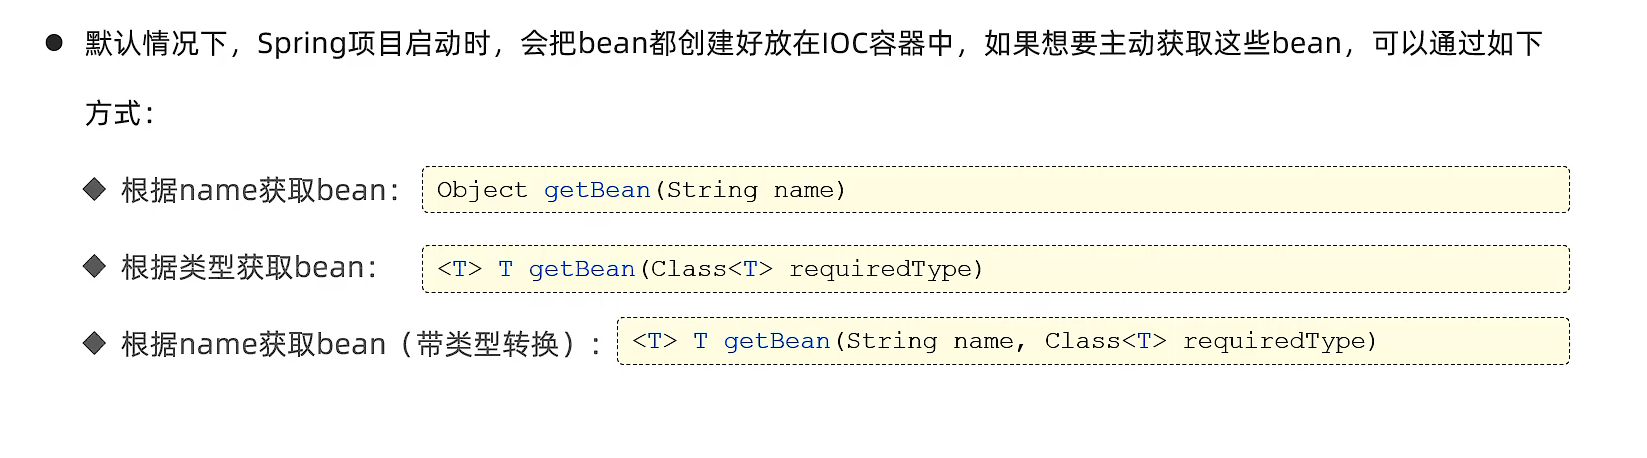 ● 默认情况下，Spring项目启动时，会把bean都创建好放在IOC容器中，如果想要主动获取这些bean，可以通过如下
方式：
◆ 根据name获取bean： Object getBean(String name)
◆ 根据类型获取bean： <T> T getBean(Class<T> requiredType)
◆ 根据name获取bean（带类型转换）： <T> T getBean(String name, Class<T> requiredType)